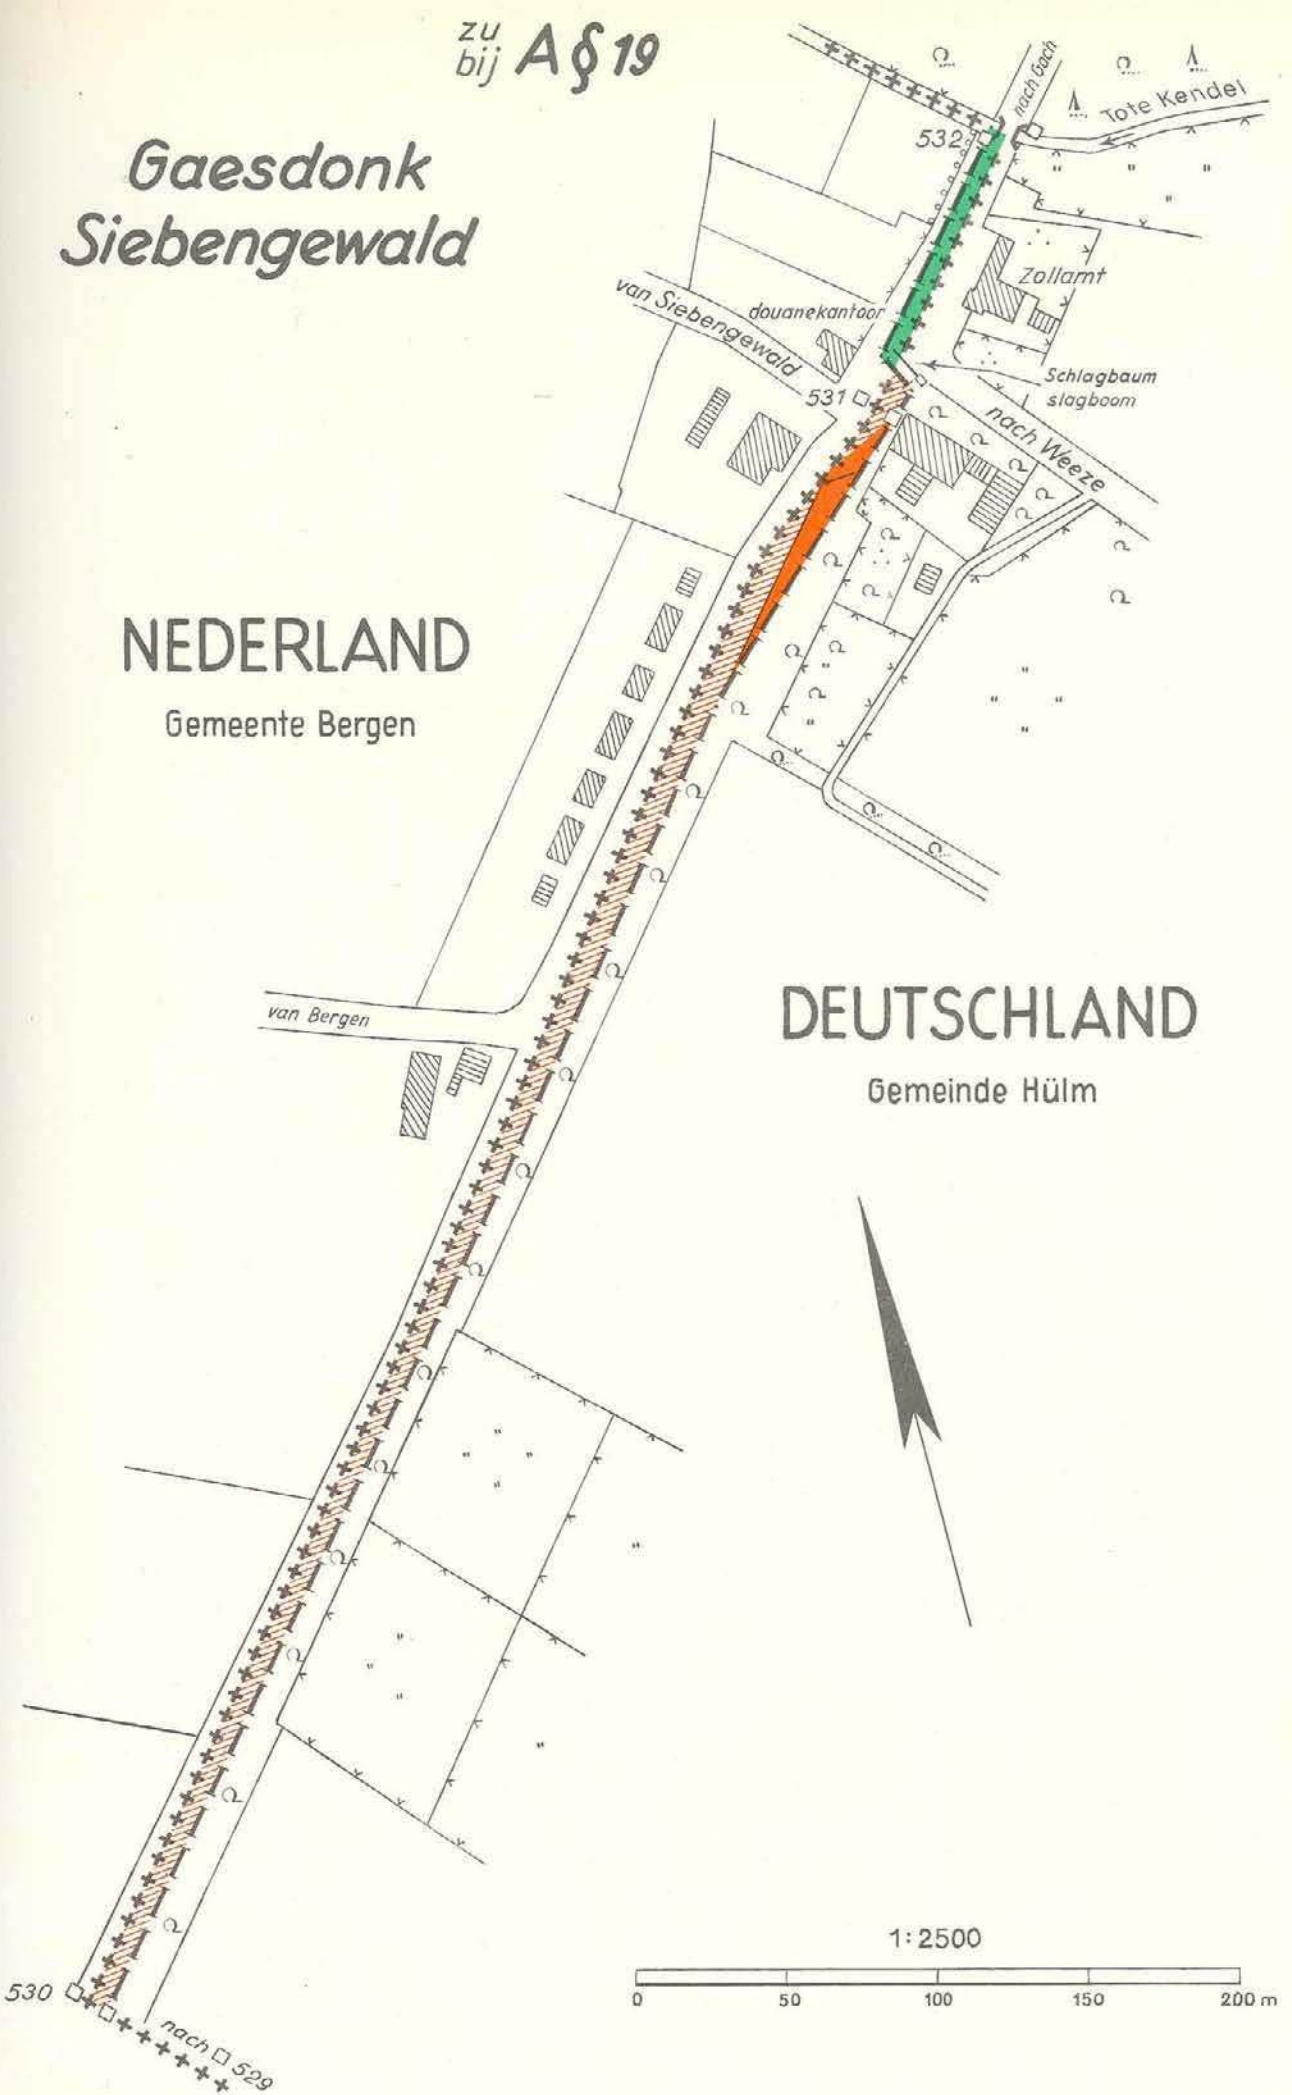 zu
bij A § 19
Gaesdonk
Siebengewald
nach Goch
Tote Kendel
532
Zollamt
van Siebengewald
douanekantoor
531
Schlagbaum
slagboom
nach Weeze
NEDERLAND
Gemeente Bergen
van Bergen
DEUTSCHLAND
Gemeinde Hülm
1:2500
0 50 100 150 200 m
530
nach 529